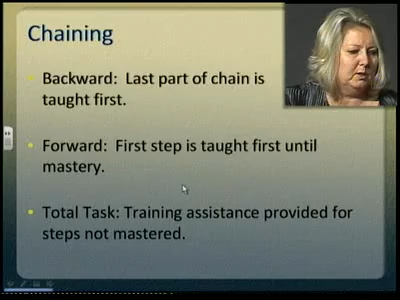 Chaining
• Backward: Last part of chain is
taught first.
• Forward: First step is taught first until
mastery.
• Total Task: Training assistance provided for
steps not mastered.